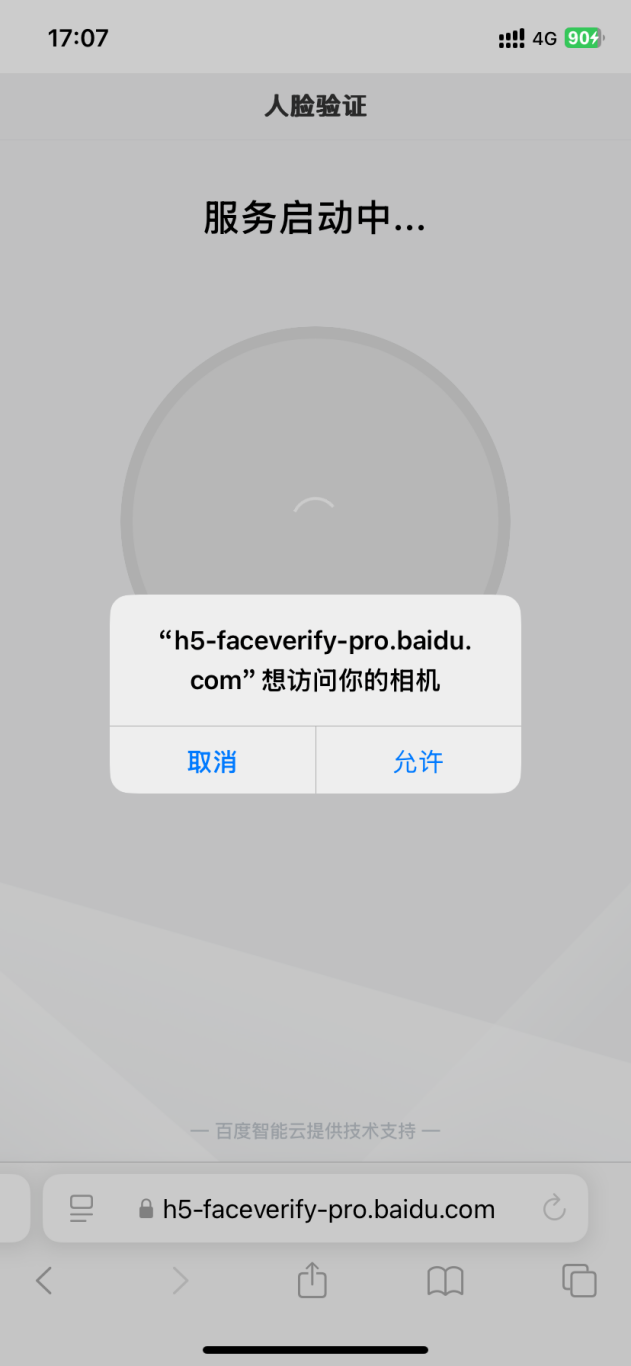 17:07
4G
90
人脸验证
服务启动中...
“h5-faceverify-pro.baidu.
com”想访问你的相机
取消
允许
— 百度智能云提供技术支持 —
h5-faceverify-pro.baidu.com